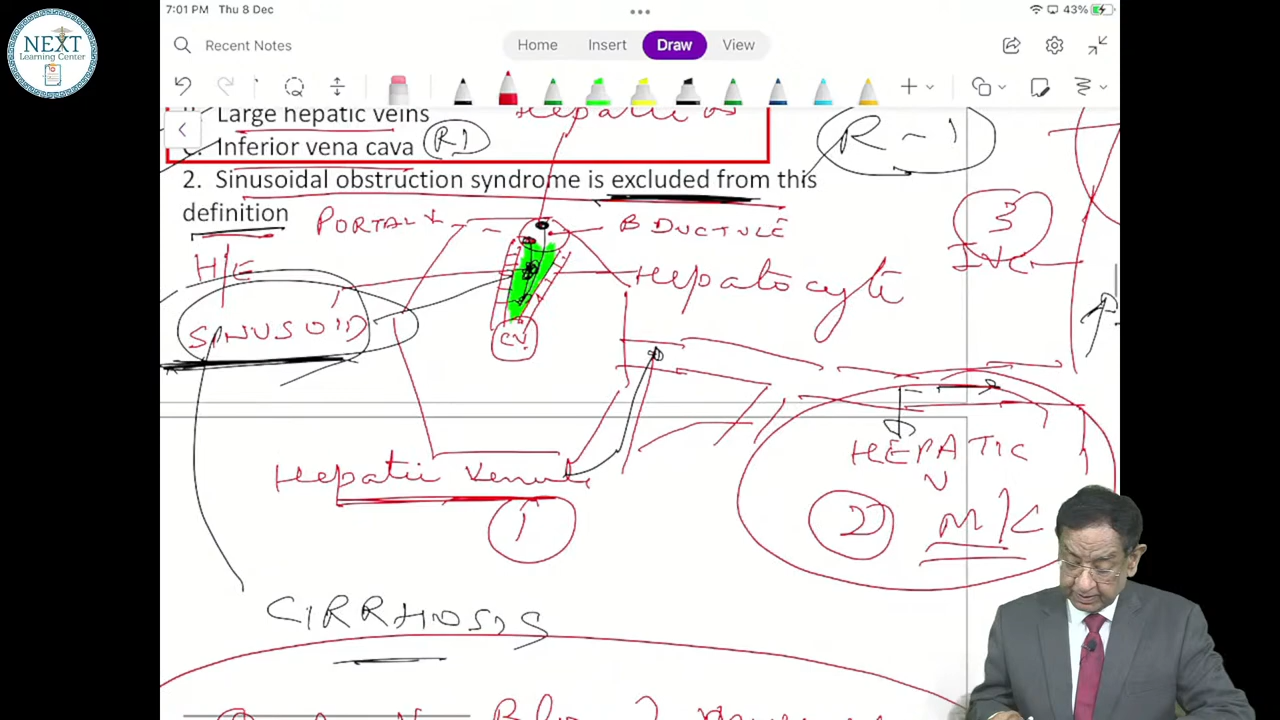 7:01 PM Thu 8 Dec
43%
NEXT
Learning Center
Recent Notes
Home Insert Draw View
Large hepatic veins
Inferior vena cava R1
R-1
2. Sinusoidal obstruction syndrome is excluded from this
definition
PORTAL
B DUCTULE
3
H/E
IVC
Hepatocyte
SINUSOID
CV
HEPATIC
V
Hepatic Venule
1
2 M/C
CIRRHOSIS